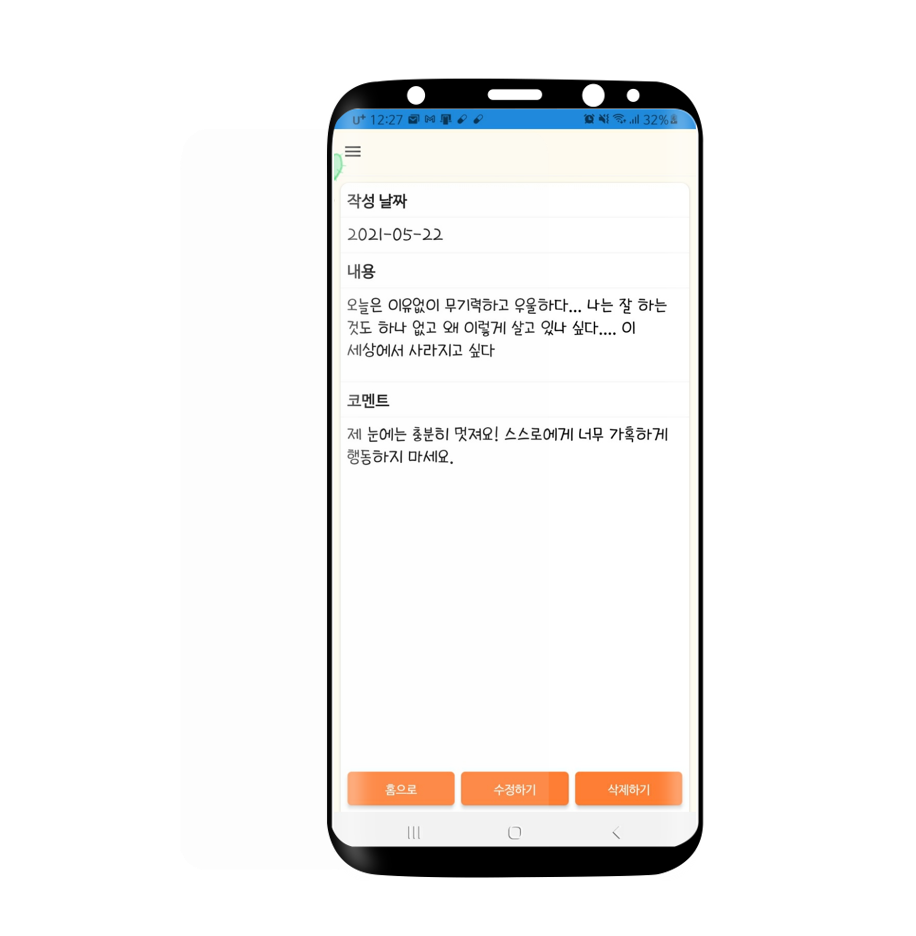 U+ 12:27 32%
작성 날짜
2021-05-22
내용
오늘은 이유없이 무기력하고 우울하다... 나는 잘 하는
것도 하나 없고 왜 이렇게 살고 있나 싶다.... 이
세상에서 사라지고 싶다
코멘트
제 눈에는 충분히 멋져요! 스스로에게 너무 가혹하게
행동하지 마세요.
홈으로 수정하기 삭제하기